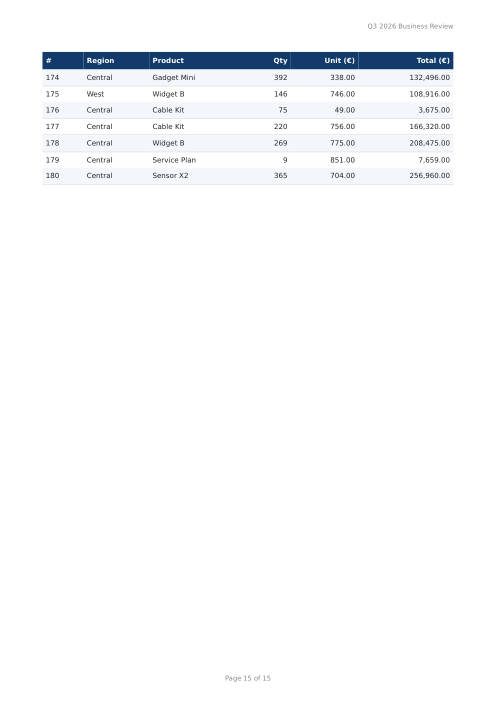 Q3 2026 Business Review
# Region Product Qty Unit (€) Total (€)
174 Central Gadget Mini 392 338.00 132,496.00
175 West Widget B 146 746.00 108,916.00
176 Central Cable Kit 75 49.00 3,675.00
177 Central Cable Kit 220 756.00 166,320.00
178 Central Widget B 269 775.00 208,475.00
179 Central Service Plan 9 851.00 7,659.00
180 Central Sensor X2 365 704.00 256,960.00
Page 15 of 15